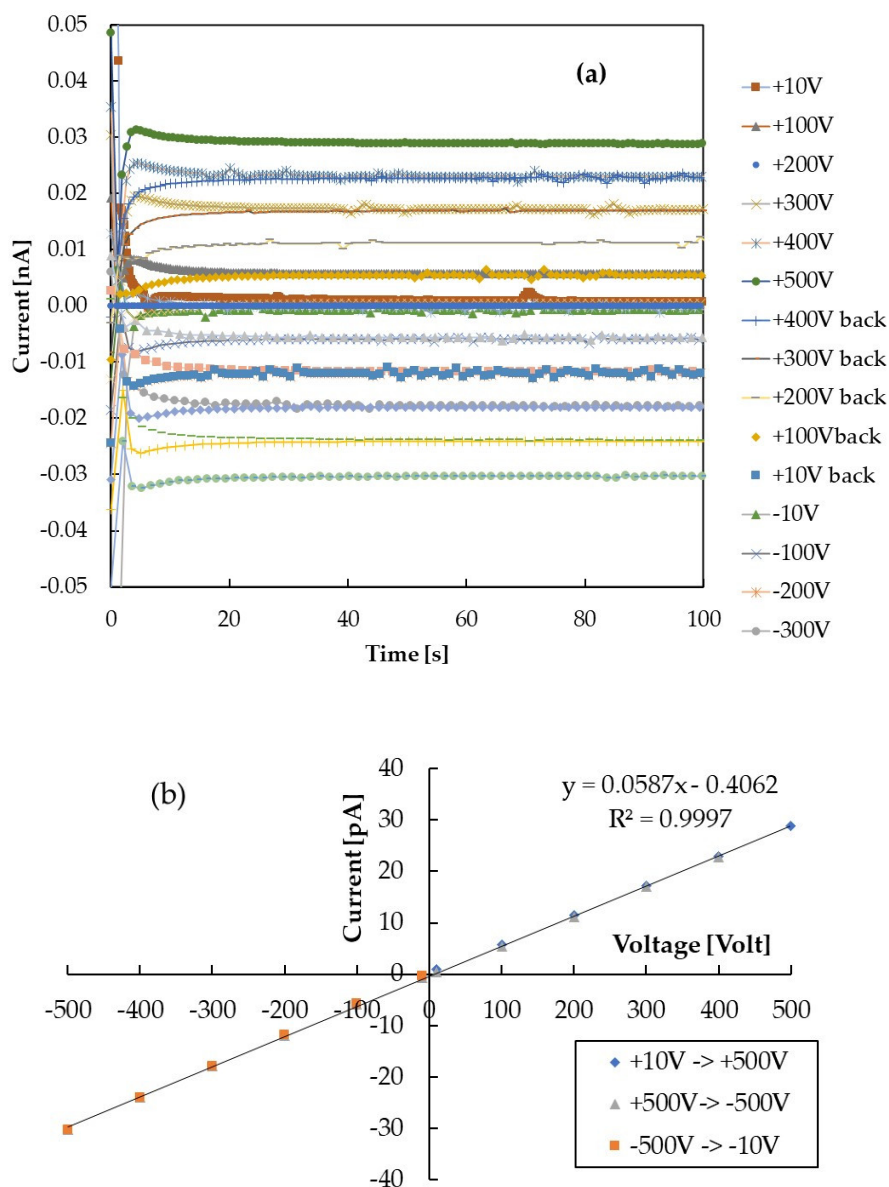 (a)
0.05
0.04
0.03
0.02
0.01
0.00
-0.01
-0.02
-0.03
-0.04
-0.05
Current [nA]
0
20
40
60
80
100
Time [s]
+10V
+100V
+200V
+300V
+400V
+500V
+400V back
+300V back
+200V back
+100Vback
+10V back
-10V
-100V
-200V
-300V
(b)
y = 0.0587x - 0.4062
R² = 0.9997
Current [pA]
40
30
20
10
0
-10
-20
-30
-40
Voltage [Volt]
-500 -400 -300 -200 -100 0 100 200 300 400 500
+10V -> +500V
+500V-> -500V
-500V -> -10V